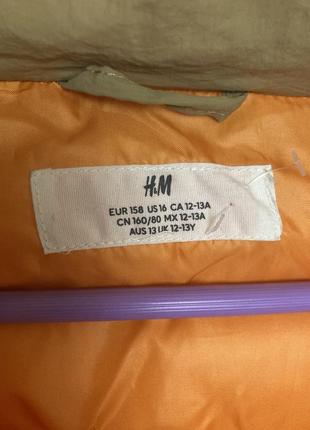 H&M
EUR 158 US 16 CA 12-13A
CN 160/80 MX 12-13A
AUS 13 UK 12-13Y